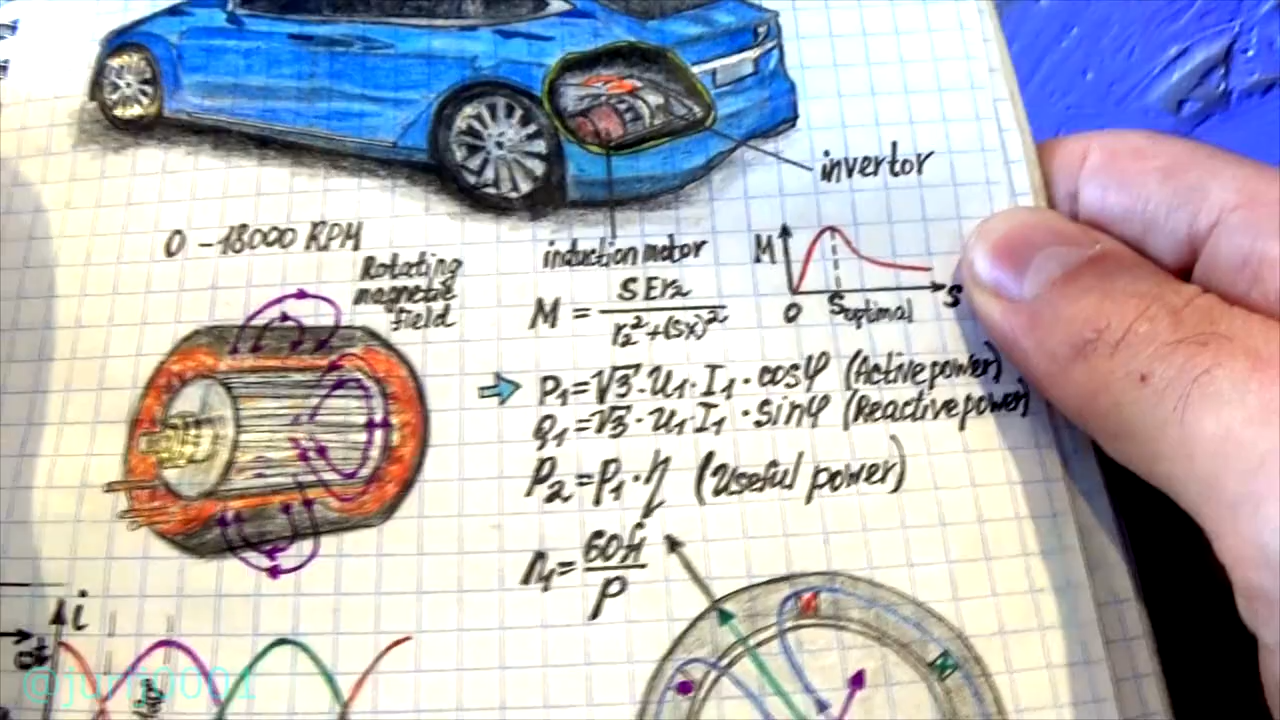 invertor
0 - 18000 RPM
Rotating
magnetic
field
induction motor
M = SEr₂ / r₂²+(sx)²
M
0
Soptimal
S
P₁=√3·U₁·I₁·cosφ (Active power)
Q₁=√3·U₁·I₁·sinφ (Reactive power)
P₂=P₁·η (Useful power)
n₁= 60f₁ / P
i